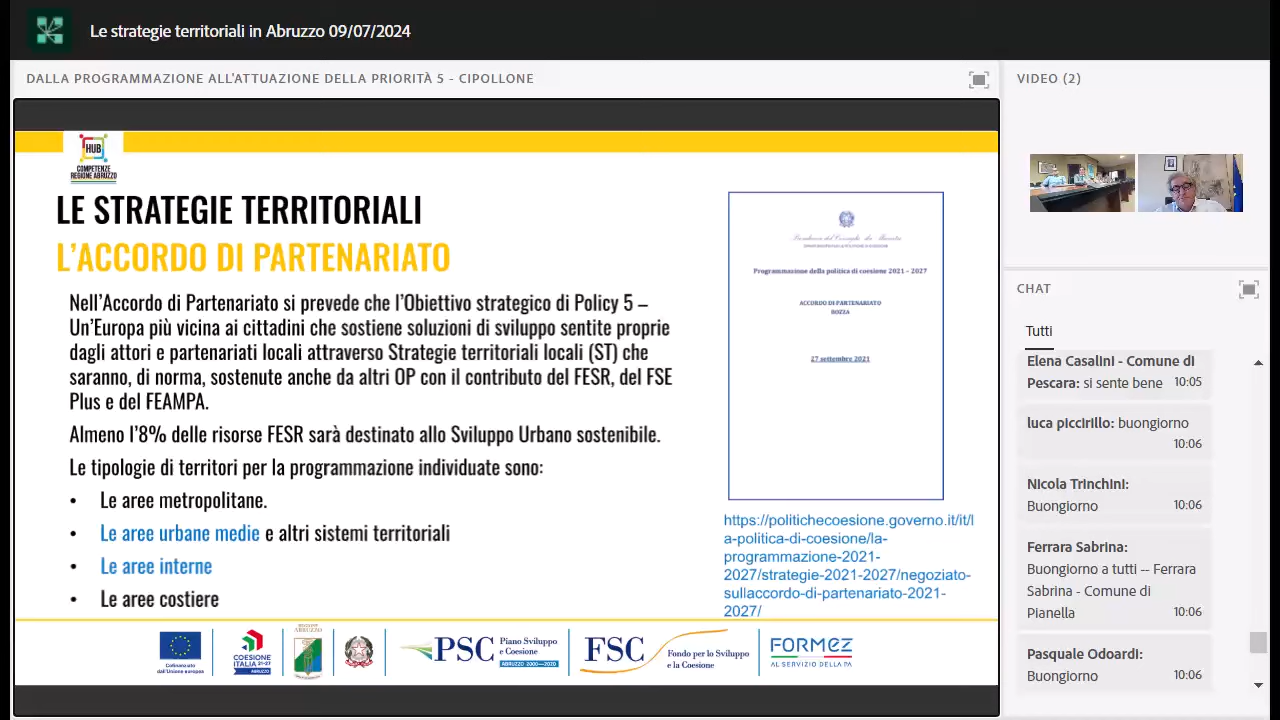 Le strategie territoriali in Abruzzo 09/07/2024
DALLA PROGRAMMAZIONE ALL'ATTUAZIONE DELLA PRIORITÀ 5 - CIPOLLONE
HUB
COMPETENZE
REGIONE ABRUZZO
LE STRATEGIE TERRITORIALI
L'ACCORDO DI PARTENARIATO
Nell'Accordo di Partenariato si prevede che l'Obiettivo strategico di Policy 5 –
Un'Europa più vicina ai cittadini che sostiene soluzioni di sviluppo sentite proprie
dagli attori e partenariati locali attraverso Strategie territoriali locali (ST) che
saranno, di norma, sostenute anche da altri OP con il contributo del FESR, del FSE
Plus e del FEAMPA.
Almeno l'8% delle risorse FESR sarà destinato allo Sviluppo Urbano sostenibile.
Le tipologie di territori per la programmazione individuate sono:
• Le aree metropolitane.
• Le aree urbane medie e altri sistemi territoriali
• Le aree interne
• Le aree costiere
Programmazione della politica di coesione 2021 – 2027
ACCORDO DI PARTENARIATO
BOZZA
27 settembre 2021
https://politichecoesione.governo.it/it/l
a-politica-di-coesione/la-
programmazione-2021-
2027/strategie-2021-2027/negoziato-
sullaccordo-di-partenariato-2021-
2027/
Cofinanziato
dall'Unione europea
COESIONE
ITALIA 21-27
ABRUZZO
REGIONE
ABRUZZO
PSC
Piano Sviluppo
e Coesione
ABRUZZO 2000-2020
FSC
Fondo per lo Sviluppo
e la Coesione
FORMEZ
AL SERVIZIO DELLA PA
VIDEO (2)
CHAT
Tutti
Elena Casalini - Comune di
Pescara: si sente bene 10:05
luca piccirillo: buongiorno
10:06
Nicola Trinchini:
Buongiorno 10:06
Ferrara Sabrina:
Buongiorno a tutti -- Ferrara
Sabrina - Comune di
Pianella 10:06
Pasquale Odoardi:
Buongiorno 10:06